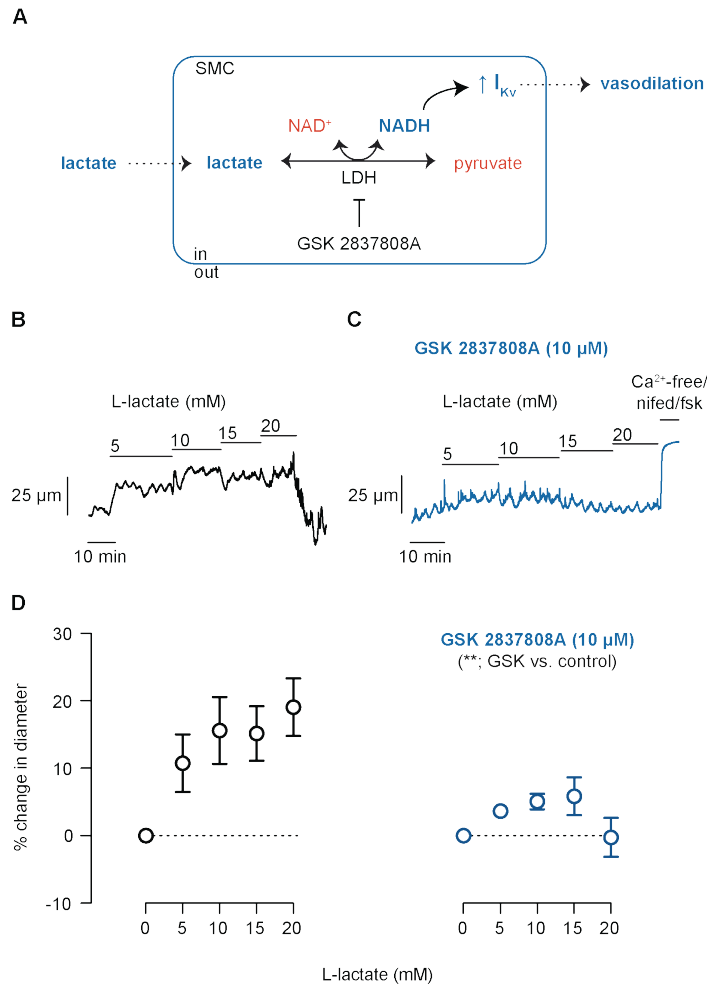 A
SMC
↑ I Kv
vasodilation
NAD+
NADH
lactate
lactate
pyruvate
LDH
GSK 2837808A
in
out
B
C
GSK 2837808A (10 µM)
L-lactate (mM)
5
10
15
20
25 µm
10 min
Ca2+-free/
nifed/fsk
L-lactate (mM)
5
10
15
20
25 µm
10 min
D
GSK 2837808A (10 µM)
(**; GSK vs. control)
% change in diameter
30
20
10
0
-10
0 5 10 15 20
0 5 10 15 20
L-lactate (mM)